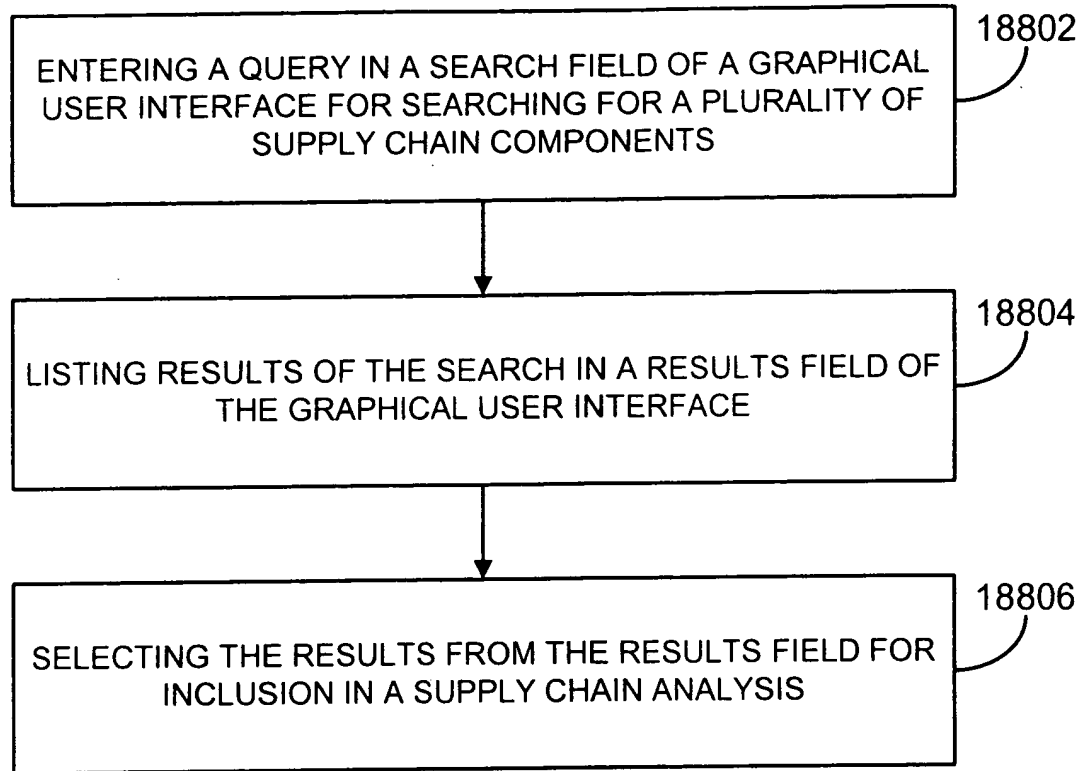 18802
ENTERING A QUERY IN A SEARCH FIELD OF A GRAPHICAL
USER INTERFACE FOR SEARCHING FOR A PLURALITY OF
SUPPLY CHAIN COMPONENTS
18804
LISTING RESULTS OF THE SEARCH IN A RESULTS FIELD OF
THE GRAPHICAL USER INTERFACE
18806
SELECTING THE RESULTS FROM THE RESULTS FIELD FOR
INCLUSION IN A SUPPLY CHAIN ANALYSIS